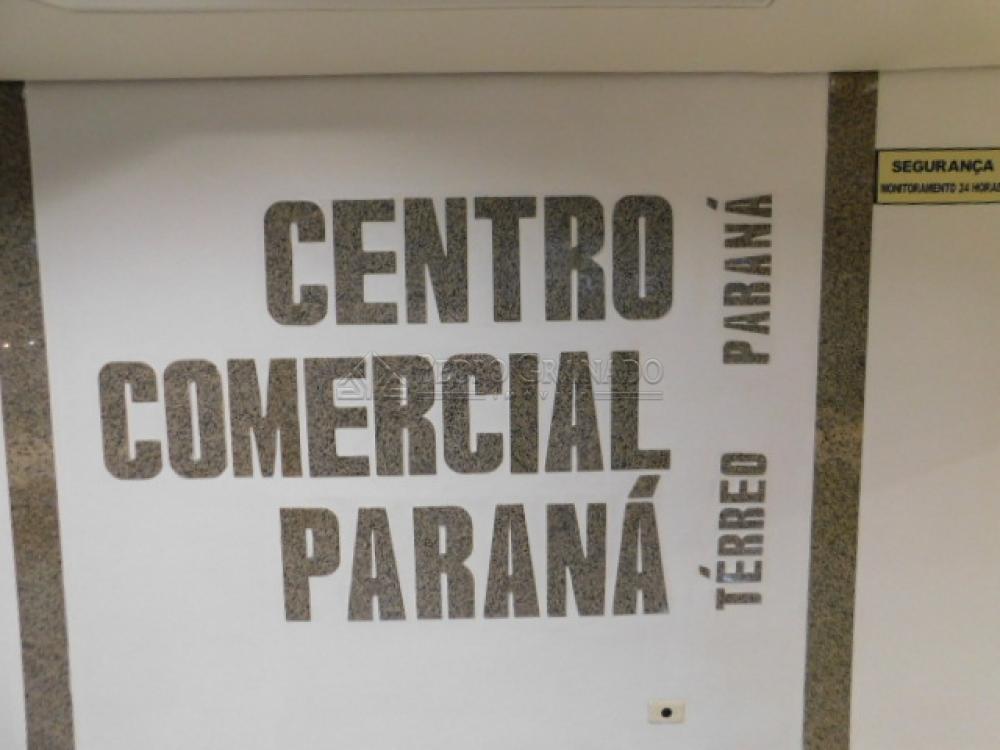 CENTRO
COMERCIAL
PARANÁ
TÉRREO PARANÁ
SEGURANÇA
MONITORAMENTO 24 HORAS